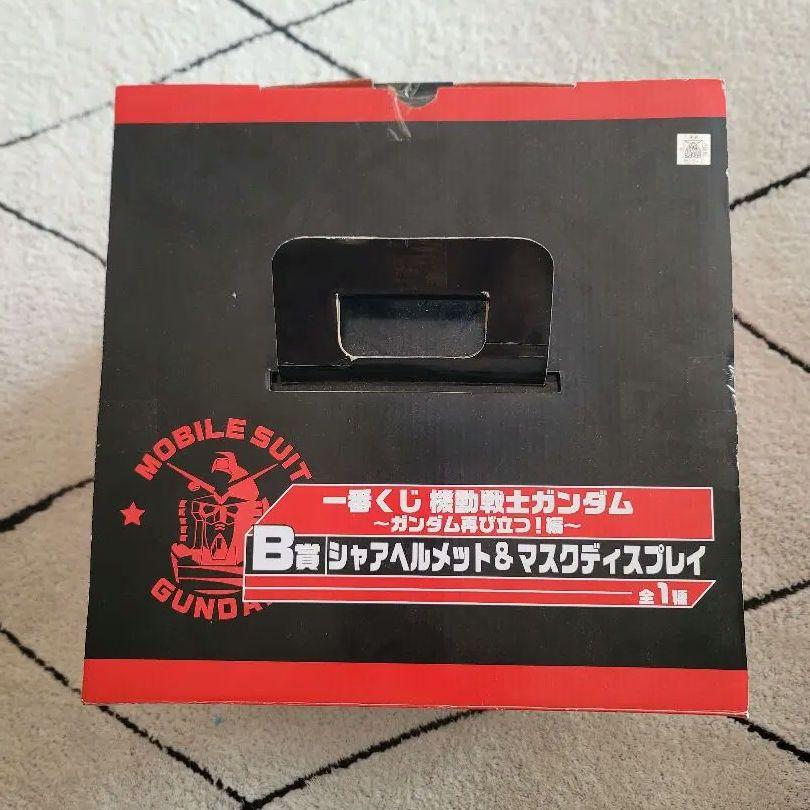 MOBILE SUIT
GUNDA
一番くじ 機動戦士ガンダム
～ガンダム再び立つ!編～
B賞 シャアヘルメット&マスクディスプレイ
全1種